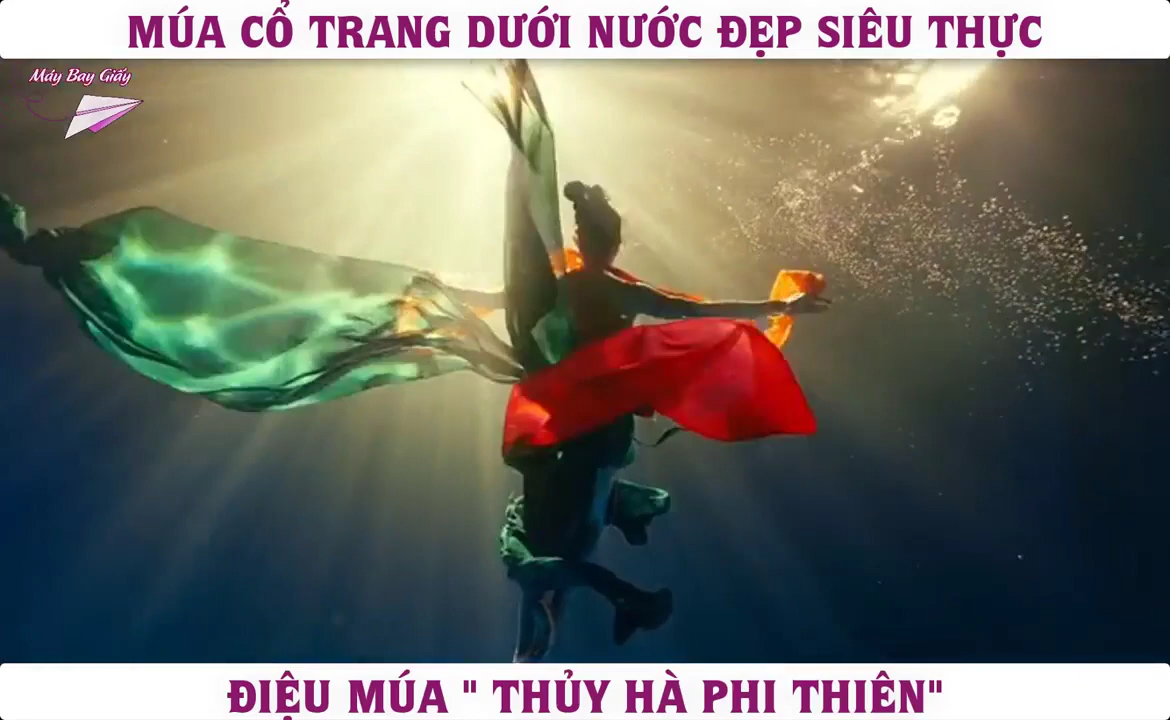 MÚA CỔ TRANG DƯỚI NƯỚC ĐẸP SIÊU THỰC
Máy Bay Giấy
ĐIỆU MÚA " THỦY HÀ PHI THIÊN"